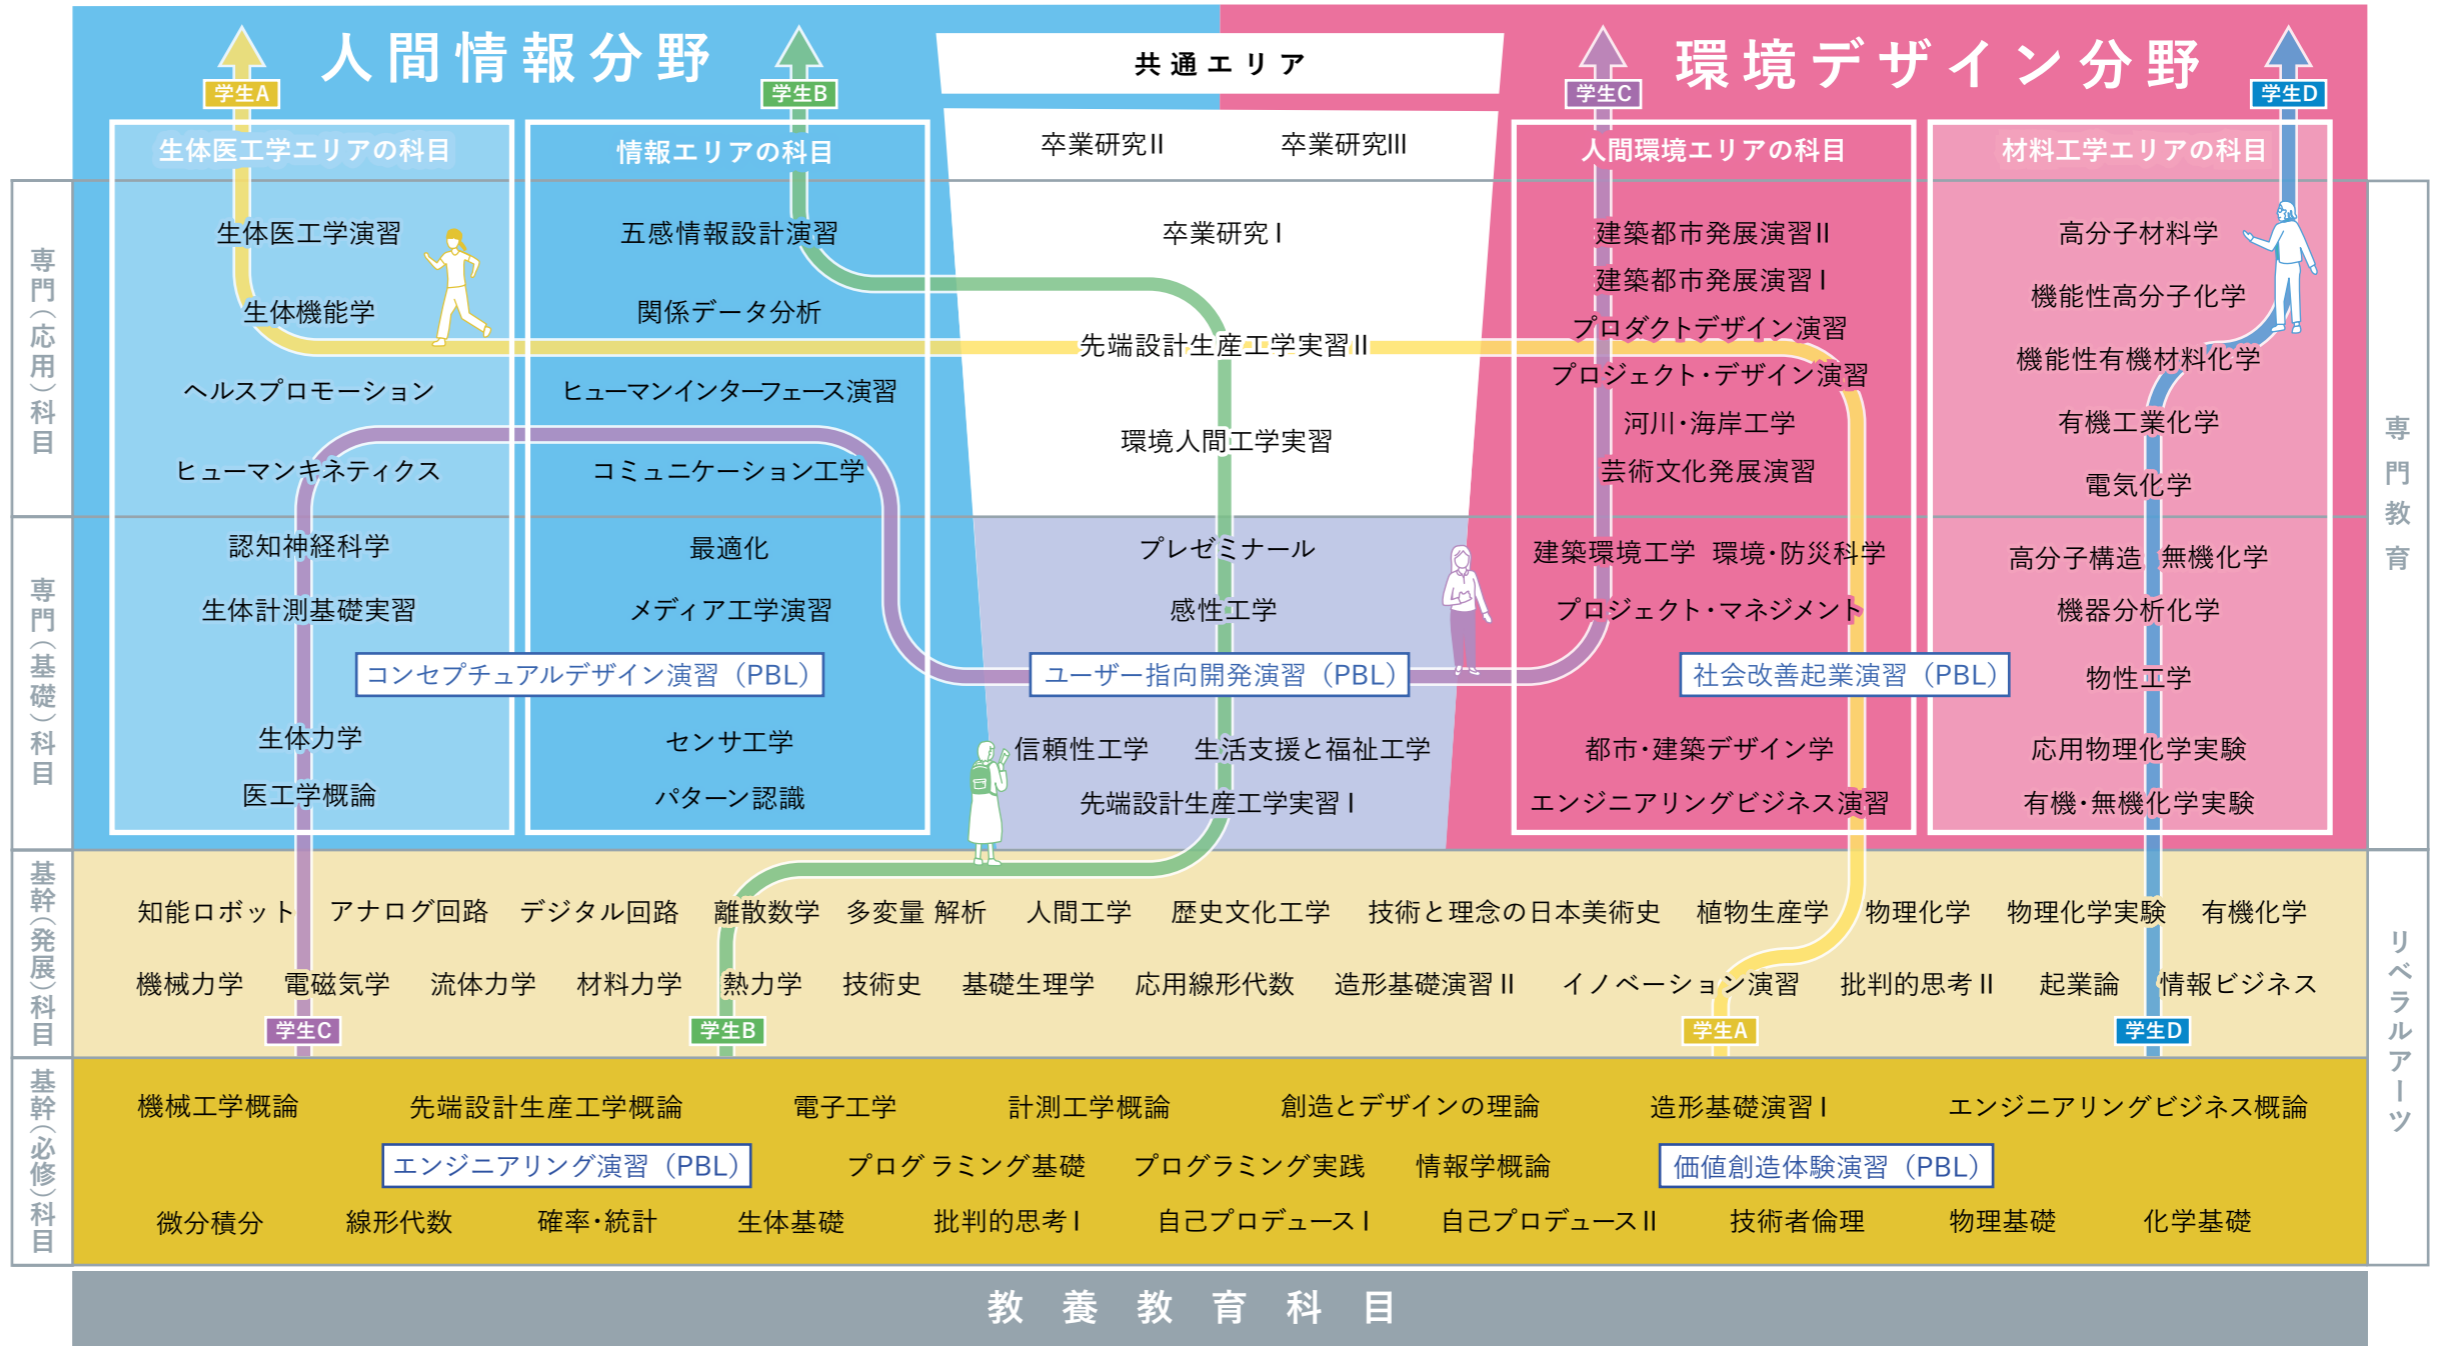 人間情報分野
環境デザイン分野
共通エリア
学生A
学生B
学生C
学生D
生体医工学エリアの科目
情報エリアの科目
卒業研究II
卒業研究III
人間環境エリアの科目
材料工学エリアの科目
専門（応用）科目
生体医工学演習
生体機能学
ヘルスプロモーション
ヒューマンキネティクス
五感情報設計演習
関係データ分析
ヒューマンインターフェース演習
コミュニケーション工学
卒業研究I
先端設計生産工学実習II
環境人間工学実習
建築都市発展演習II
建築都市発展演習I
プロダクトデザイン演習
プロジェクト・デザイン演習
河川・海岸工学
芸術文化発展演習
高分子材料学
機能性高分子化学
機能性有機材料化学
有機工業化学
電気化学
専門教育
専門（基礎）科目
認知神経科学
生体計測基礎実習
最適化
メディア工学演習
コンセプチュアルデザイン演習（PBL）
生体力学
医工学概論
センサ工学
パターン認識
プレゼミナール
感性工学
ユーザー指向開発演習（PBL）
信頼性工学 生活支援と福祉工学
先端設計生産工学実習I
建築環境工学 環境・防災科学
プロジェクト・マネジメント
社会改善起業演習（PBL）
都市・建築デザイン学
エンジニアリングビジネス演習
高分子構造 無機化学
機器分析化学
物性工学
応用物理化学実験
有機・無機化学実験
基幹（発展）科目
知能ロボット アナログ回路 デジタル回路 離散数学 多変量 解析 人間工学 歴史文化工学 技術と理念の日本美術史 植物生産学 物理化学 物理化学実験 有機化学
機械力学 電磁気学 流体力学 材料力学 熱力学 技術史 基礎生理学 応用線形代数 造形基礎演習II イノベーション演習 批判的思考II 起業論 情報ビジネス
学生C
学生B
学生A
学生D
リベラルアーツ
基幹（必修）科目
機械工学概論 先端設計生産工学概論 電子工学 計測工学概論 創造とデザインの理論 造形基礎演習I エンジニアリングビジネス概論
エンジニアリング演習（PBL） プログラミング基礎 プログラミング実践 情報学概論 価値創造体験演習（PBL）
微分積分 線形代数 確率・統計 生体基礎 批判的思考I 自己プロデュースI 自己プロデュースII 技術者倫理 物理基礎 化学基礎
教養教育科目